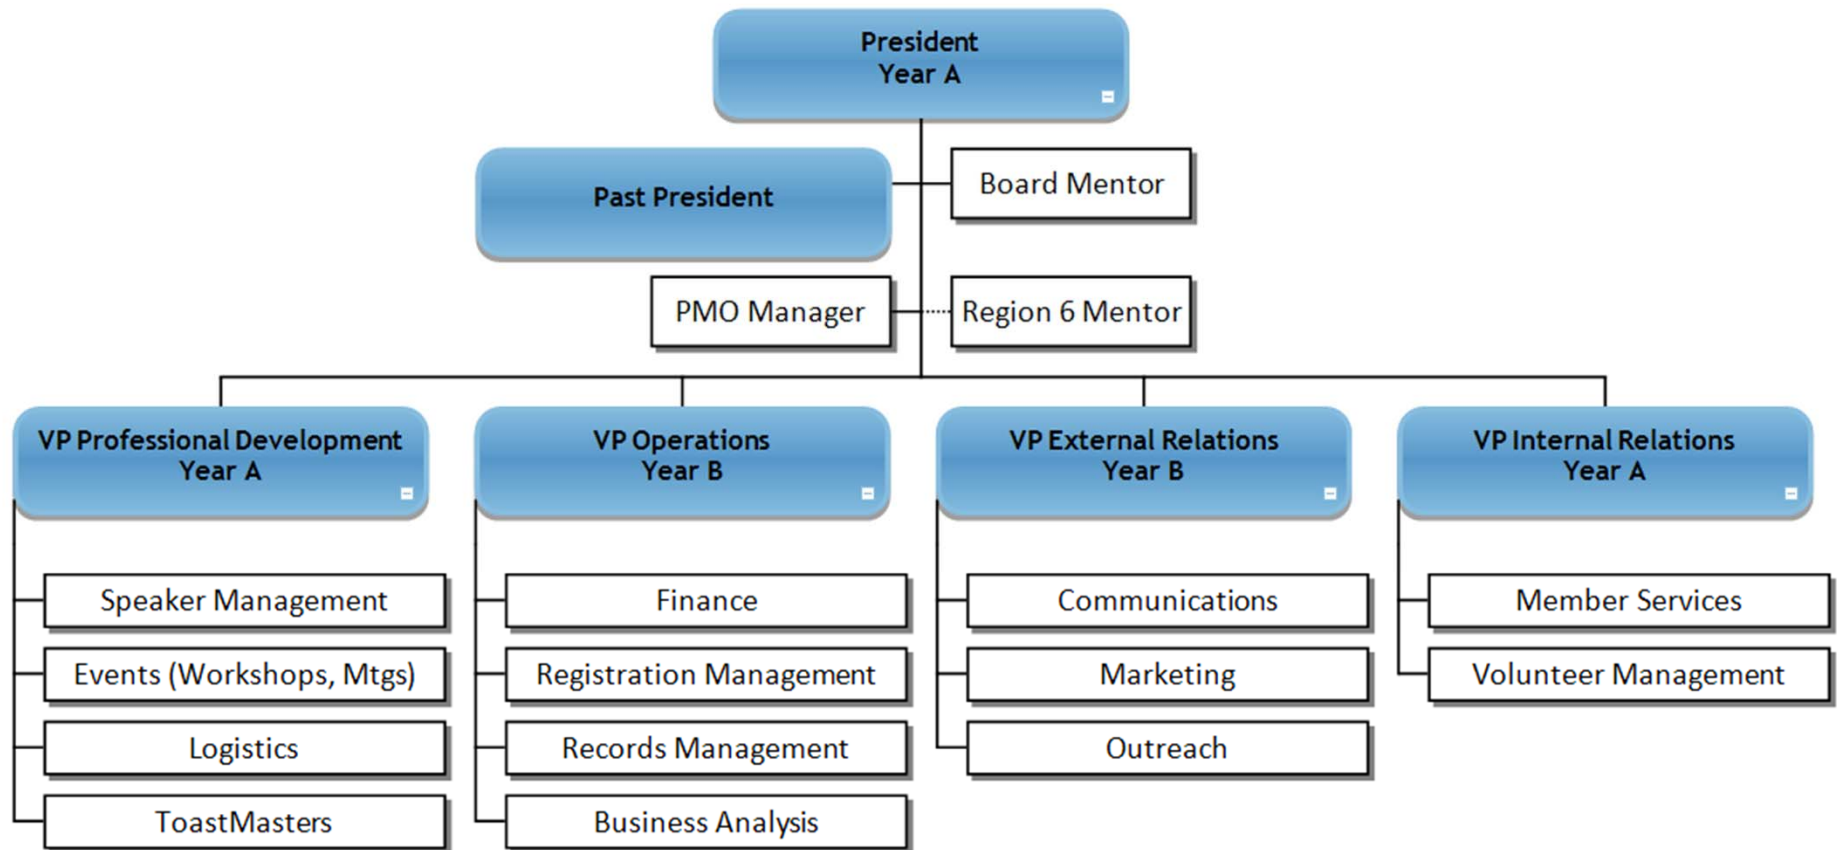 President
Year A
Past President
Board Mentor
PMO Manager
Region 6 Mentor
VP Professional Development
Year A
VP Operations
Year B
VP External Relations
Year B
VP Internal Relations
Year A
Speaker Management
Finance
Communications
Member Services
Events (Workshops, Mtgs)
Registration Management
Marketing
Volunteer Management
Logistics
Records Management
Outreach
ToastMasters
Business Analysis